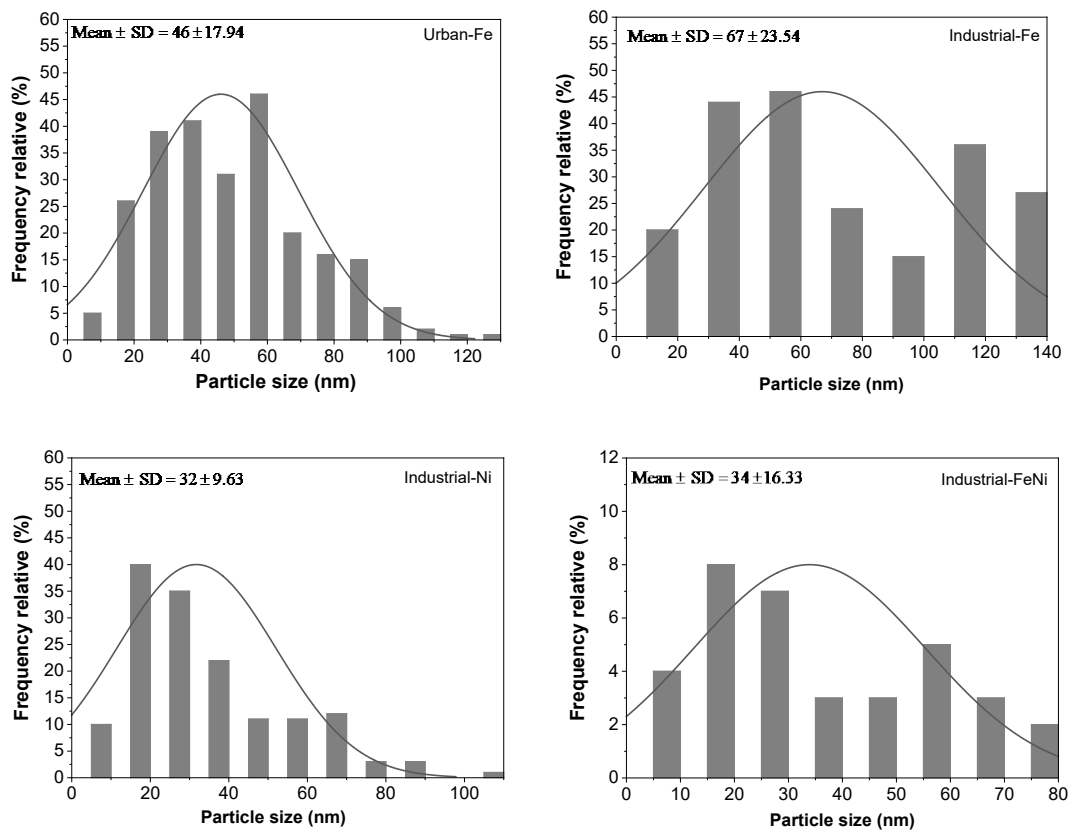 Mean ± SD = 46±17.94
Urban-Fe
Frequency relative (%)
60
55
50
45
40
35
30
25
20
15
10
5
0
0 20 40 60 80 100 120
Particle size (nm)
Mean ± SD = 67±23.54
Industrial-Fe
Frequency relative (%)
60
55
50
45
40
35
30
25
20
15
10
5
0
0 20 40 60 80 100 120 140
Particle size (nm)
Mean ± SD = 32±9.63
Industrial-Ni
Frequency relative (%)
60
55
50
45
40
35
30
25
20
15
10
5
0
0 20 40 60 80 100
Particle size (nm)
Mean ± SD = 34±16.33
Industrial-FeNi
Frequency relative (%)
12
10
8
6
4
2
0
0 10 20 30 40 50 60 70 80
Particle size (nm)